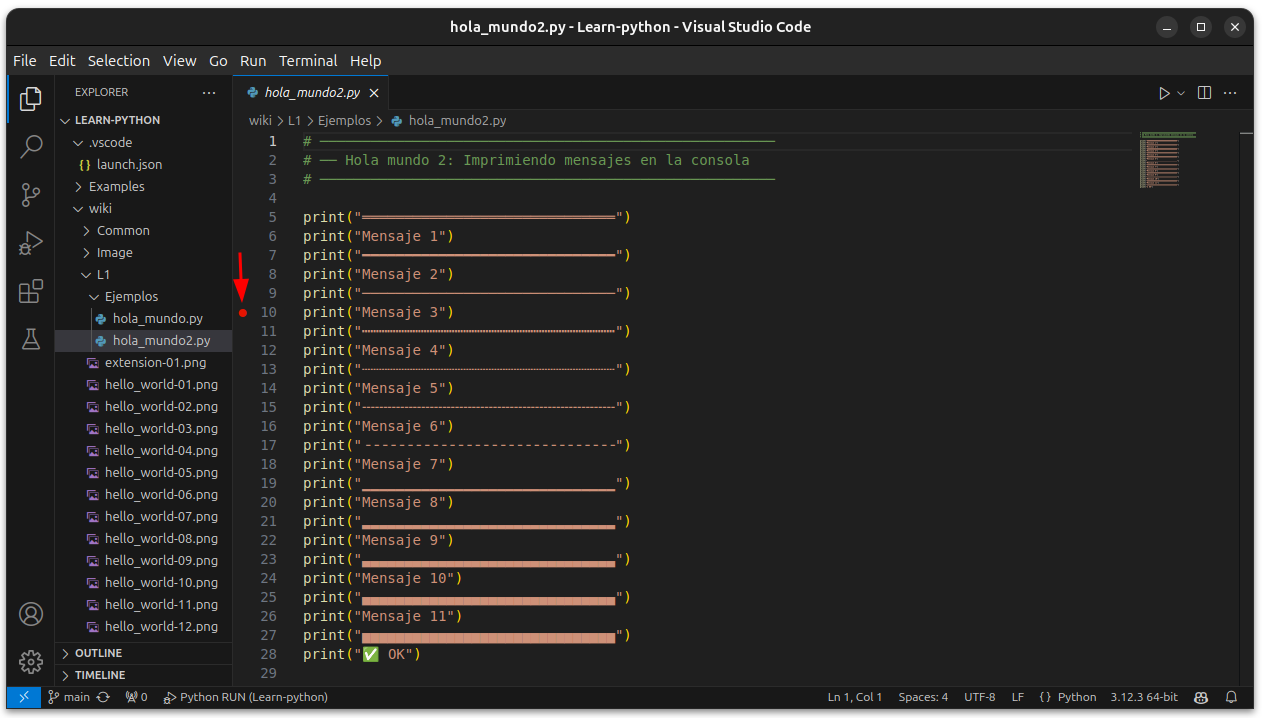 hola_mundo2.py - Learn-python - Visual Studio Code
File Edit Selection View Go Run Terminal Help
EXPLORER
LEARN-PYTHON
.vscode
{} launch.json
Examples
wiki
Common
Image
L1
Ejemplos
hola_mundo.py
hola_mundo2.py
extension-01.png
hello_world-01.png
hello_world-02.png
hello_world-03.png
hello_world-04.png
hello_world-05.png
hello_world-06.png
hello_world-07.png
hello_world-08.png
hello_world-09.png
hello_world-10.png
hello_world-11.png
hello_world-12.png
OUTLINE
TIMELINE
hola_mundo2.py
wiki > L1 > Ejemplos > hola_mundo2.py
1 # ──────────────────────────────────────────────────────
2 # ── Hola mundo 2: Imprimiendo mensajes en la consola
3 # ──────────────────────────────────────────────────────
4
5 print("══════════════════════════════")
6 print("Mensaje 1")
7 print("━━━━━━━━━━━━━━━━━━━━━━━━━━━━━━")
8 print("Mensaje 2")
9 print("──────────────────────────────")
10 print("Mensaje 3")
11 print("┅┅┅┅┅┅┅┅┅┅┅┅┅┅┅┅┅┅┅┅┅┅┅┅┅┅┅┅┅┅")
12 print("Mensaje 4")
13 print("┈┈┈┈┈┈┈┈┈┈┈┈┈┈┈┈┈┈┈┈┈┈┈┈┈┈┈┈┈┈")
14 print("Mensaje 5")
15 print("╌╌╌╌╌╌╌╌╌╌╌╌╌╌╌╌╌╌╌╌╌╌╌╌╌╌╌╌╌╌")
16 print("Mensaje 6")
17 print("------------------------------")
18 print("Mensaje 7")
19 print("▁▁▁▁▁▁▁▁▁▁▁▁▁▁▁▁▁▁▁▁▁▁▁▁▁▁▁▁▁▁")
20 print("Mensaje 8")
21 print("▂▂▂▂▂▂▂▂▂▂▂▂▂▂▂▂▂▂▂▂▂▂▂▂▂▂▂▂▂▂")
22 print("Mensaje 9")
23 print("▃▃▃▃▃▃▃▃▃▃▃▃▃▃▃▃▃▃▃▃▃▃▃▃▃▃▃▃▃▃")
24 print("Mensaje 10")
25 print("▄▄▄▄▄▄▄▄▄▄▄▄▄▄▄▄▄▄▄▄▄▄▄▄▄▄▄▄▄▄")
26 print("Mensaje 11")
27 print("▅▅▅▅▅▅▅▅▅▅▅▅▅▅▅▅▅▅▅▅▅▅▅▅▅▅▅▅▅▅")
28 print("✅ OK")
29
main 0 Python RUN (Learn-python) Ln 1, Col 1 Spaces: 4 UTF-8 LF {} Python 3.12.3 64-bit